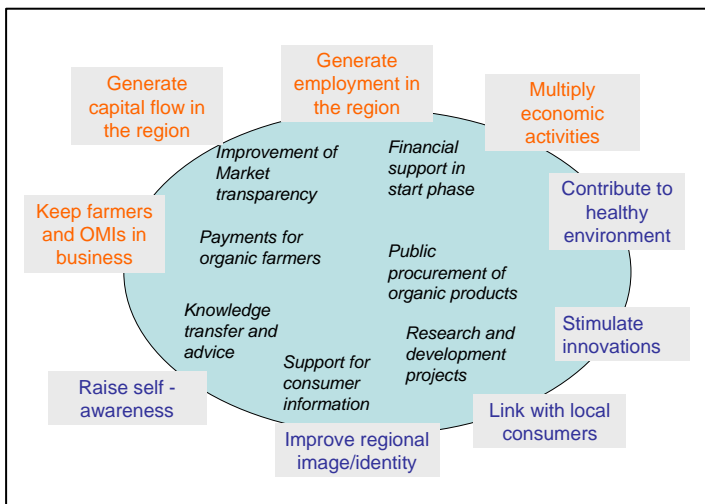 Generate
capital flow in
the region
Generate
employment in
the region
Multiply
economic
activities
Improvement of
Market
transparency
Financial
support in
start phase
Contribute to
healthy
environment
Keep farmers
and OMIs in
business
Payments for
organic farmers
Public
procurement of
organic products
Knowledge
transfer and
advice
Research and
development
projects
Stimulate
innovations
Support for
consumer
information
Raise self -
awareness
Link with local
consumers
Improve regional
image/identity